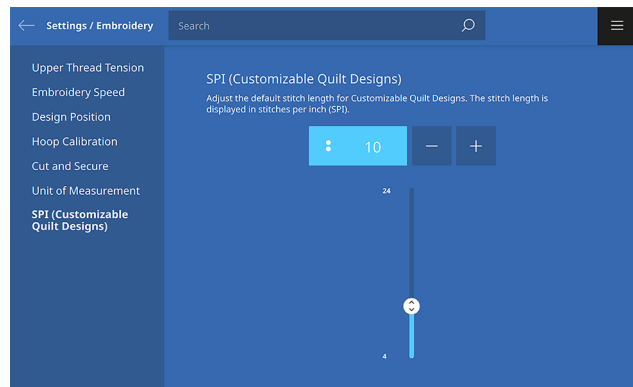 Settings / Embroidery
Search
Upper Thread Tension
Embroidery Speed
Design Position
Hoop Calibration
Cut and Secure
Unit of Measurement
SPI (Customizable
Quilt Designs)
SPI (Customizable Quilt Designs)
Adjust the default stitch length for Customizable Quilt Designs. The stitch length is
displayed in stitches per inch (SPI).
10
24
4